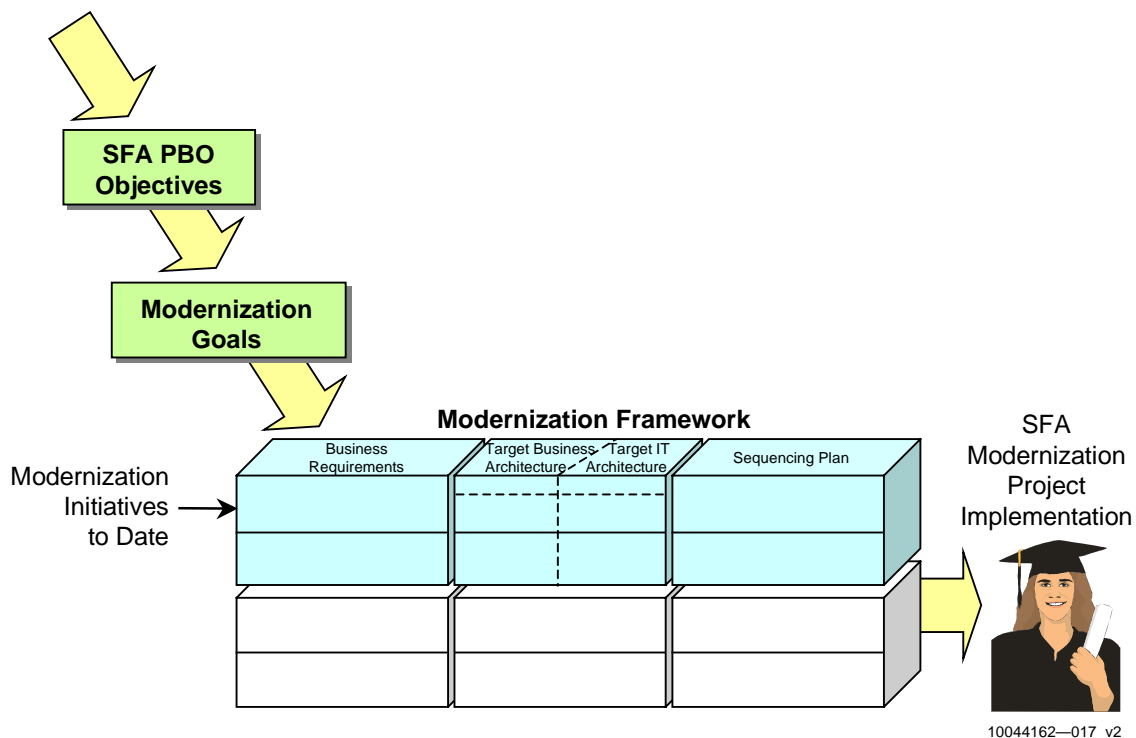 SFA PBO
Objectives
Modernization
Goals
Modernization Framework
Business
Requirements
Target Business
Architecture
Target IT
Architecture
Sequencing Plan
Modernization
Initiatives
to Date
SFA
Modernization
Project
Implementation
10044162—017 v2